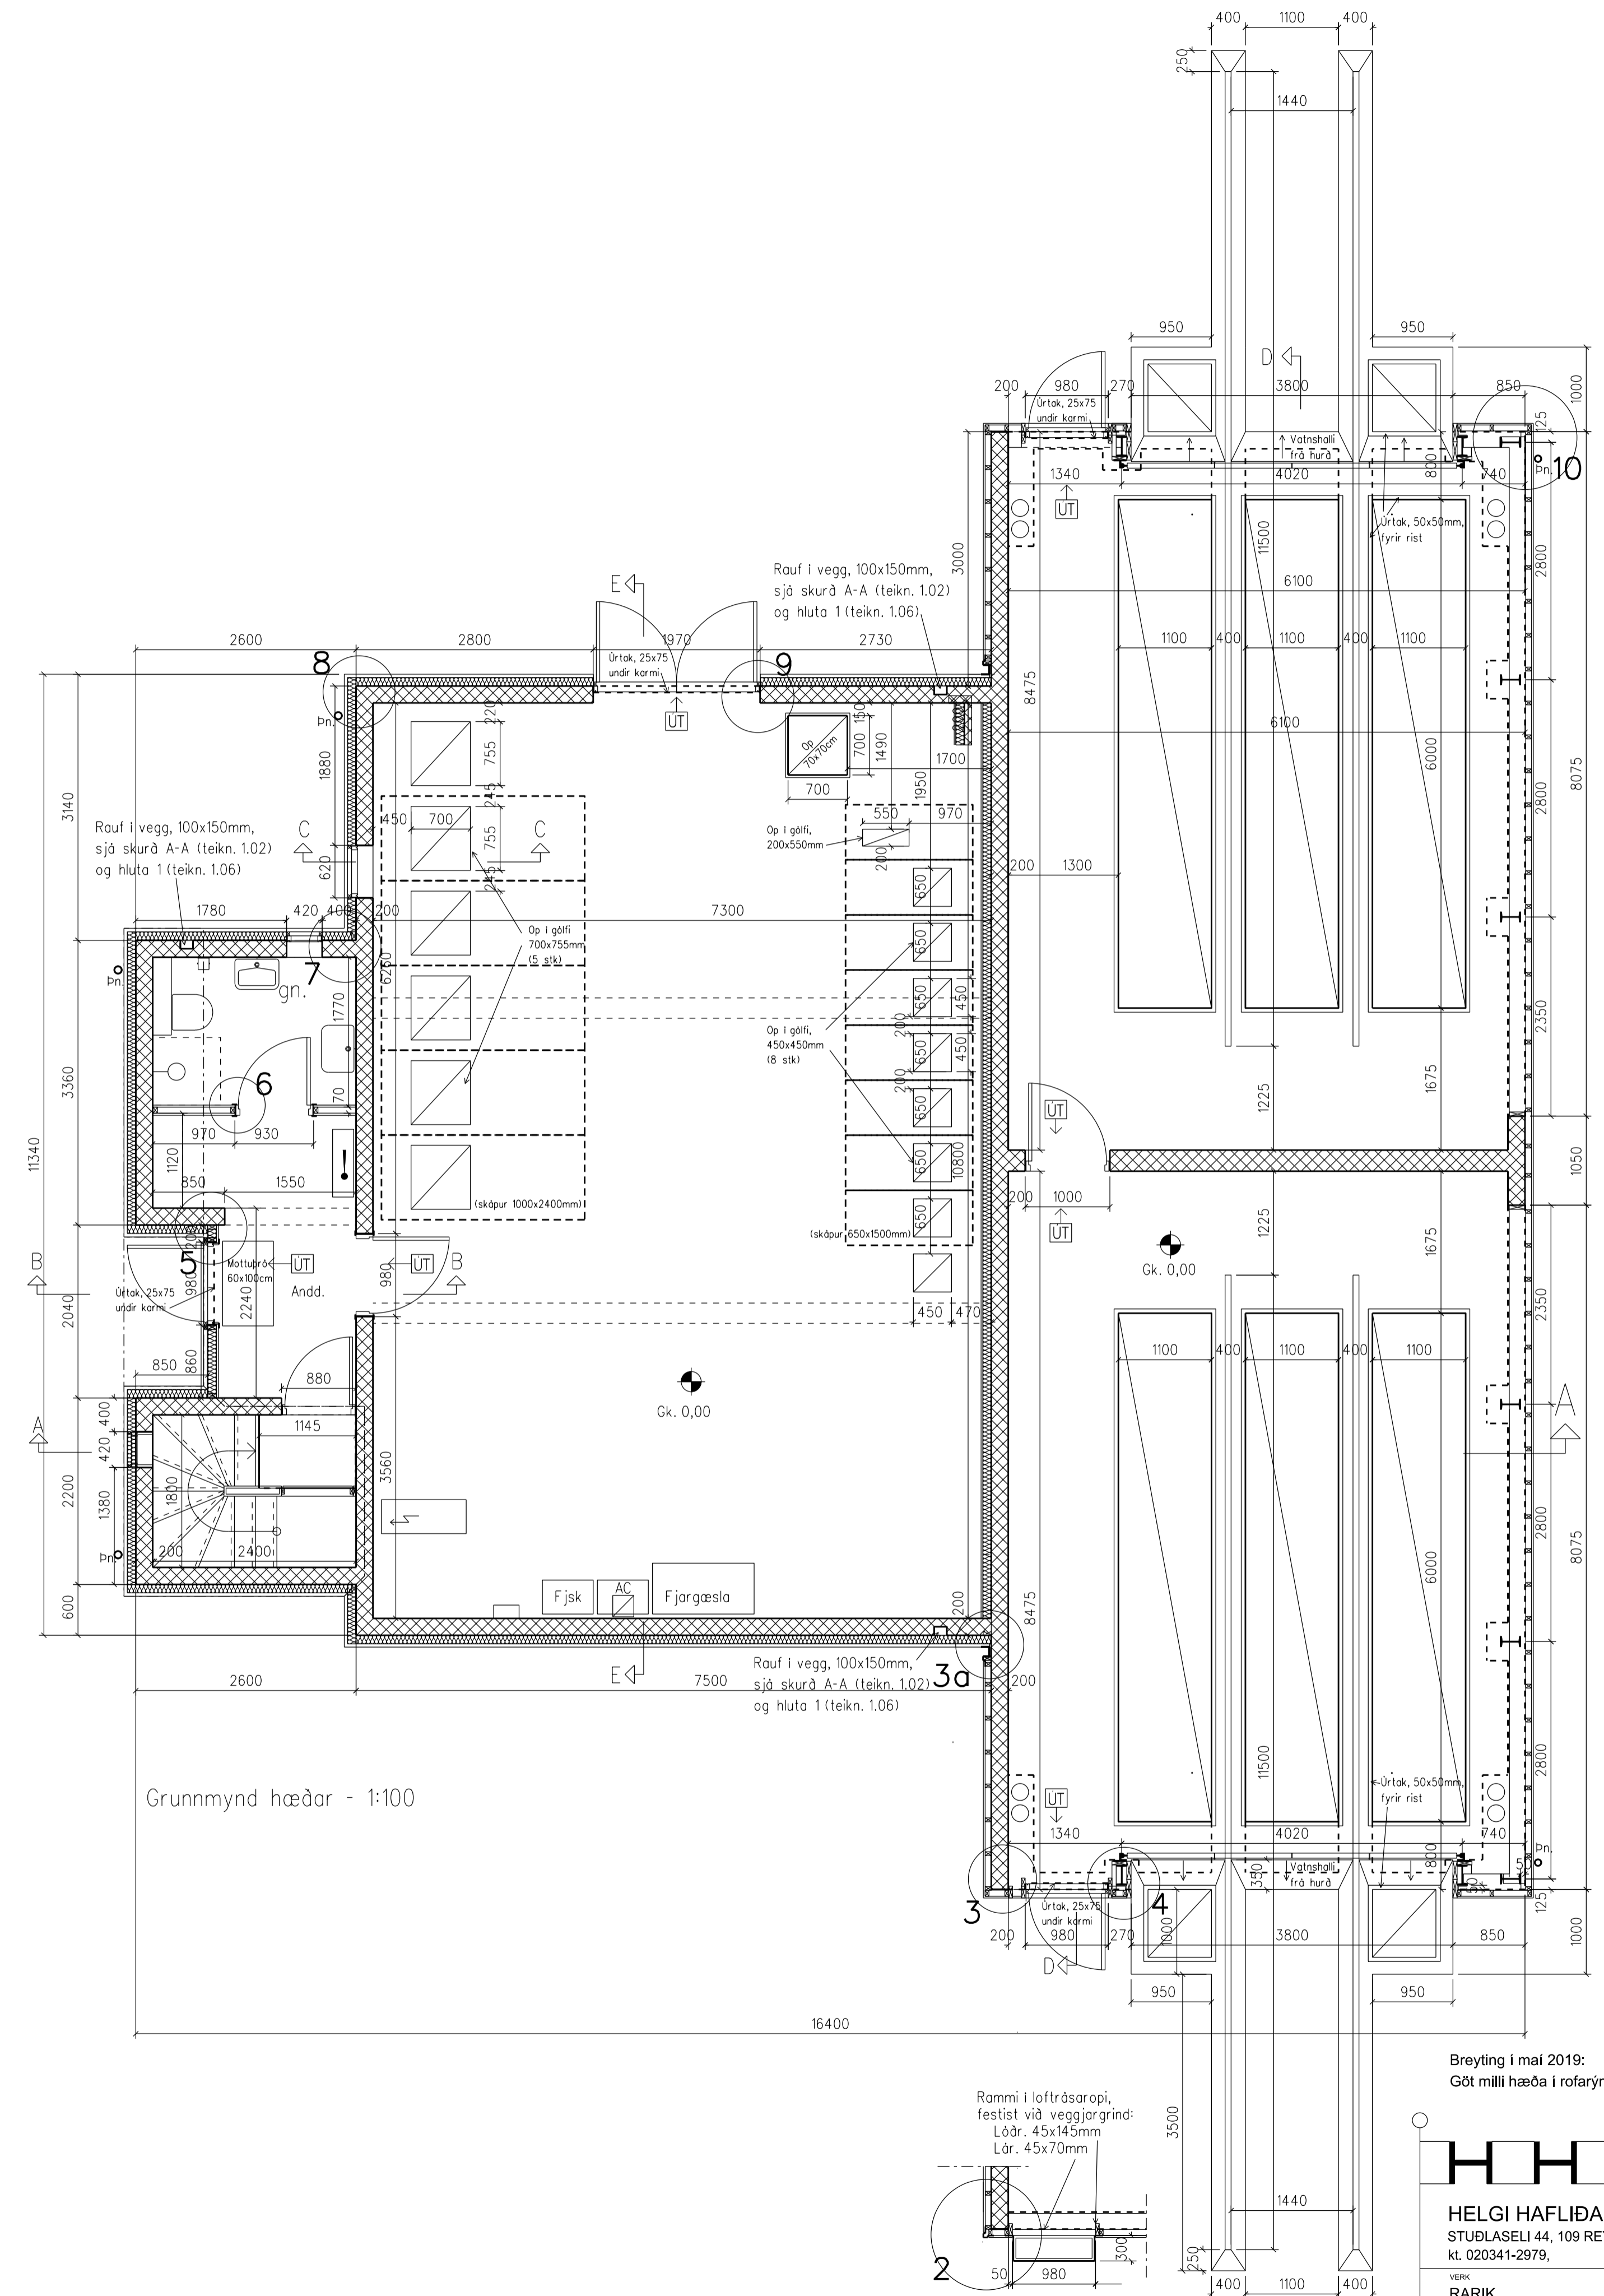 400 1100 400
250
1440
950 950
D
200 980 270 3800 850
1000
Úrtak, 25x75
undir karmi
125
Vatnshalli
frá hurð
800
Þn.
10
1340 4020 740
ÚT
Úrtak, 50x50mm,
fyrir rist
11500
3000
2800
Rauf í vegg, 100x150mm,
sjá skurð A-A (teikn. 1.02)
og hluta 1 (teikn. 1.06)
E
6100
2600 2800 1970 2730
1100 400 1100 400 1100
8 9
Úrtak, 25x75
undir karmi
8475
Þn.
ÚT
220
150
6100
Op
70x70cm
700
1490
755
1700
6000
8075
1880
1950
700
245
2800
3140
450 700
550 970
Rauf í vegg, 100x150mm,
sjá skurð A-A (teikn. 1.02)
og hluta 1 (teikn. 1.06)
C C
755
Op í gólfi,
200x550mm
200
620
245
200 1300
650
1780 420 400 200 7300
Op í gólfi
700x755mm
(5 stk)
650
7
6260
Þn.
gn.
1770
650
450
2350
Op í gólfi,
450x450mm
(8 stk)
200
650
450
3360
6
70
200
650
1225
1675
ÚT
970 930
11340
1120
650
10800
1050
850 1550
!
(skápur 1000x2400mm)
200 1000
650
(skápur 650x1500mm)
ÚT
1225
1675
5
200
B
Mottuþró
60x100cm
ÚT
ÚT
B
Gk. 0,00
Andd.
980
980
Úrtak, 25x75
undir karmi
2240
2040
450 470
2350
850
860
880
1100 400 1100 400 1100
400
Gk. 0,00
A
A
1145
420
3560
2200
1800
1380
2800
8075
Þn.
200 2400
Fjsk
AC
Fjargæsla
6000
600
200
8475
E
Rauf í vegg, 100x150mm,
sjá skurð A-A (teikn. 1.02)
og hluta 1 (teikn. 1.06)
3a
2600 7500 200
11500
2800
Grunnmynd hæðar - 1:100
ÚT
Úrtak, 50x50mm,
fyrir rist
1340 4020 740
Þn.
800
350
Vatnshalli
frá hurð
3 4
Úrtak, 25x75
undir karmi
125
1000
1000
200 980 270 3800 850
D
950 950
16400
Breyting í maí 2019:
Göt milli hæða í rofarýn
Rammi í loftrásaropi,
festist við veggjargrind:
Lóðr. 45x145mm
Lár. 45x70mm
3500
HELGI HAFLIÐA
STUÐLASELI 44, 109 RE
kt. 020341-2979,
1440
2
300
50 980
250
400 1100 400
VERK
RARIK